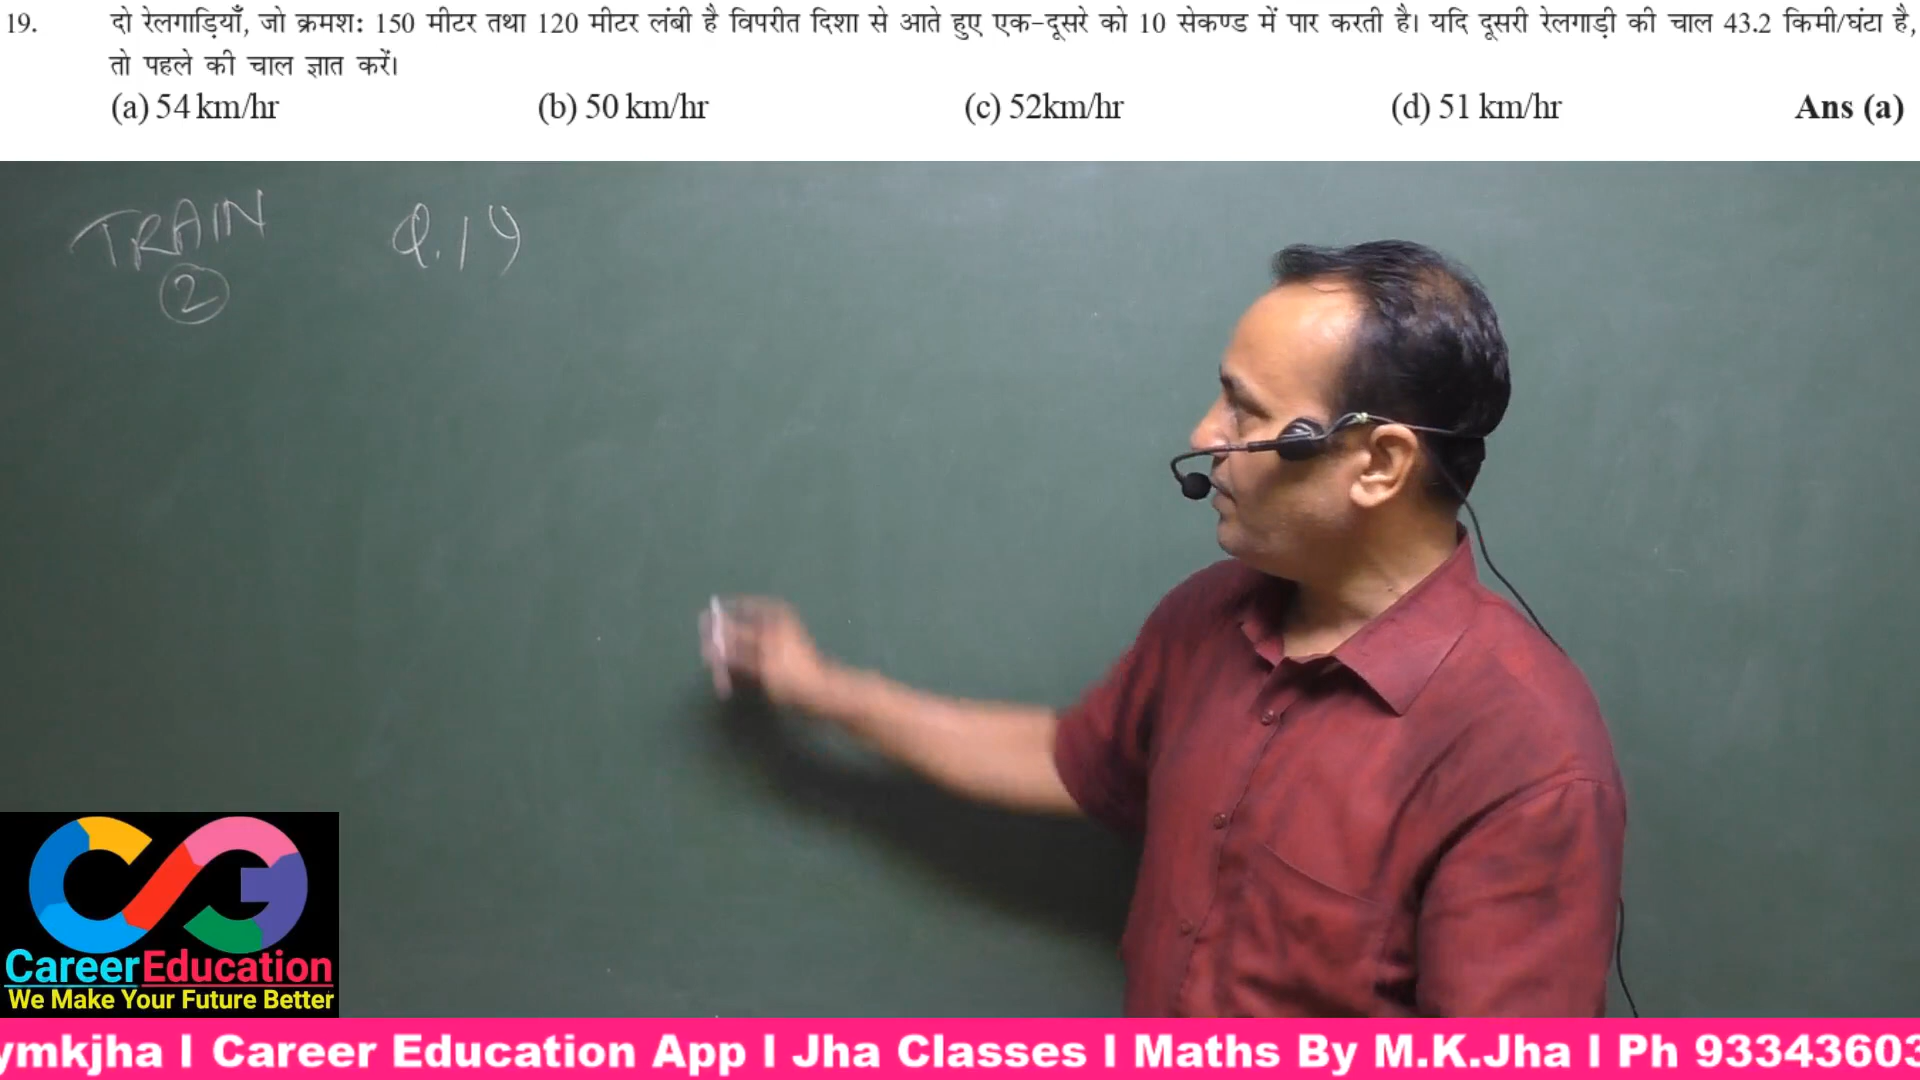 19. दो रेलगाड़ियाँ, जो क्रमश: 150 मीटर तथा 120 मीटर लंबी है विपरीत दिशा से आते हुए एक-दूसरे को 10 सेकण्ड में पार करती है। यदि दूसरी रेलगाड़ी की चाल 43.2 किमी/घंटा है,
तो पहले की चाल ज्ञात करें।
(a) 54 km/hr (b) 50 km/hr (c) 52km/hr (d) 51 km/hr Ans (a)
TRAIN Q.19
2
CareerEducation
We Make Your Future Better
ymkjha I Career Education App I Jha Classes I Maths By M.K.Jha I Ph 93343603